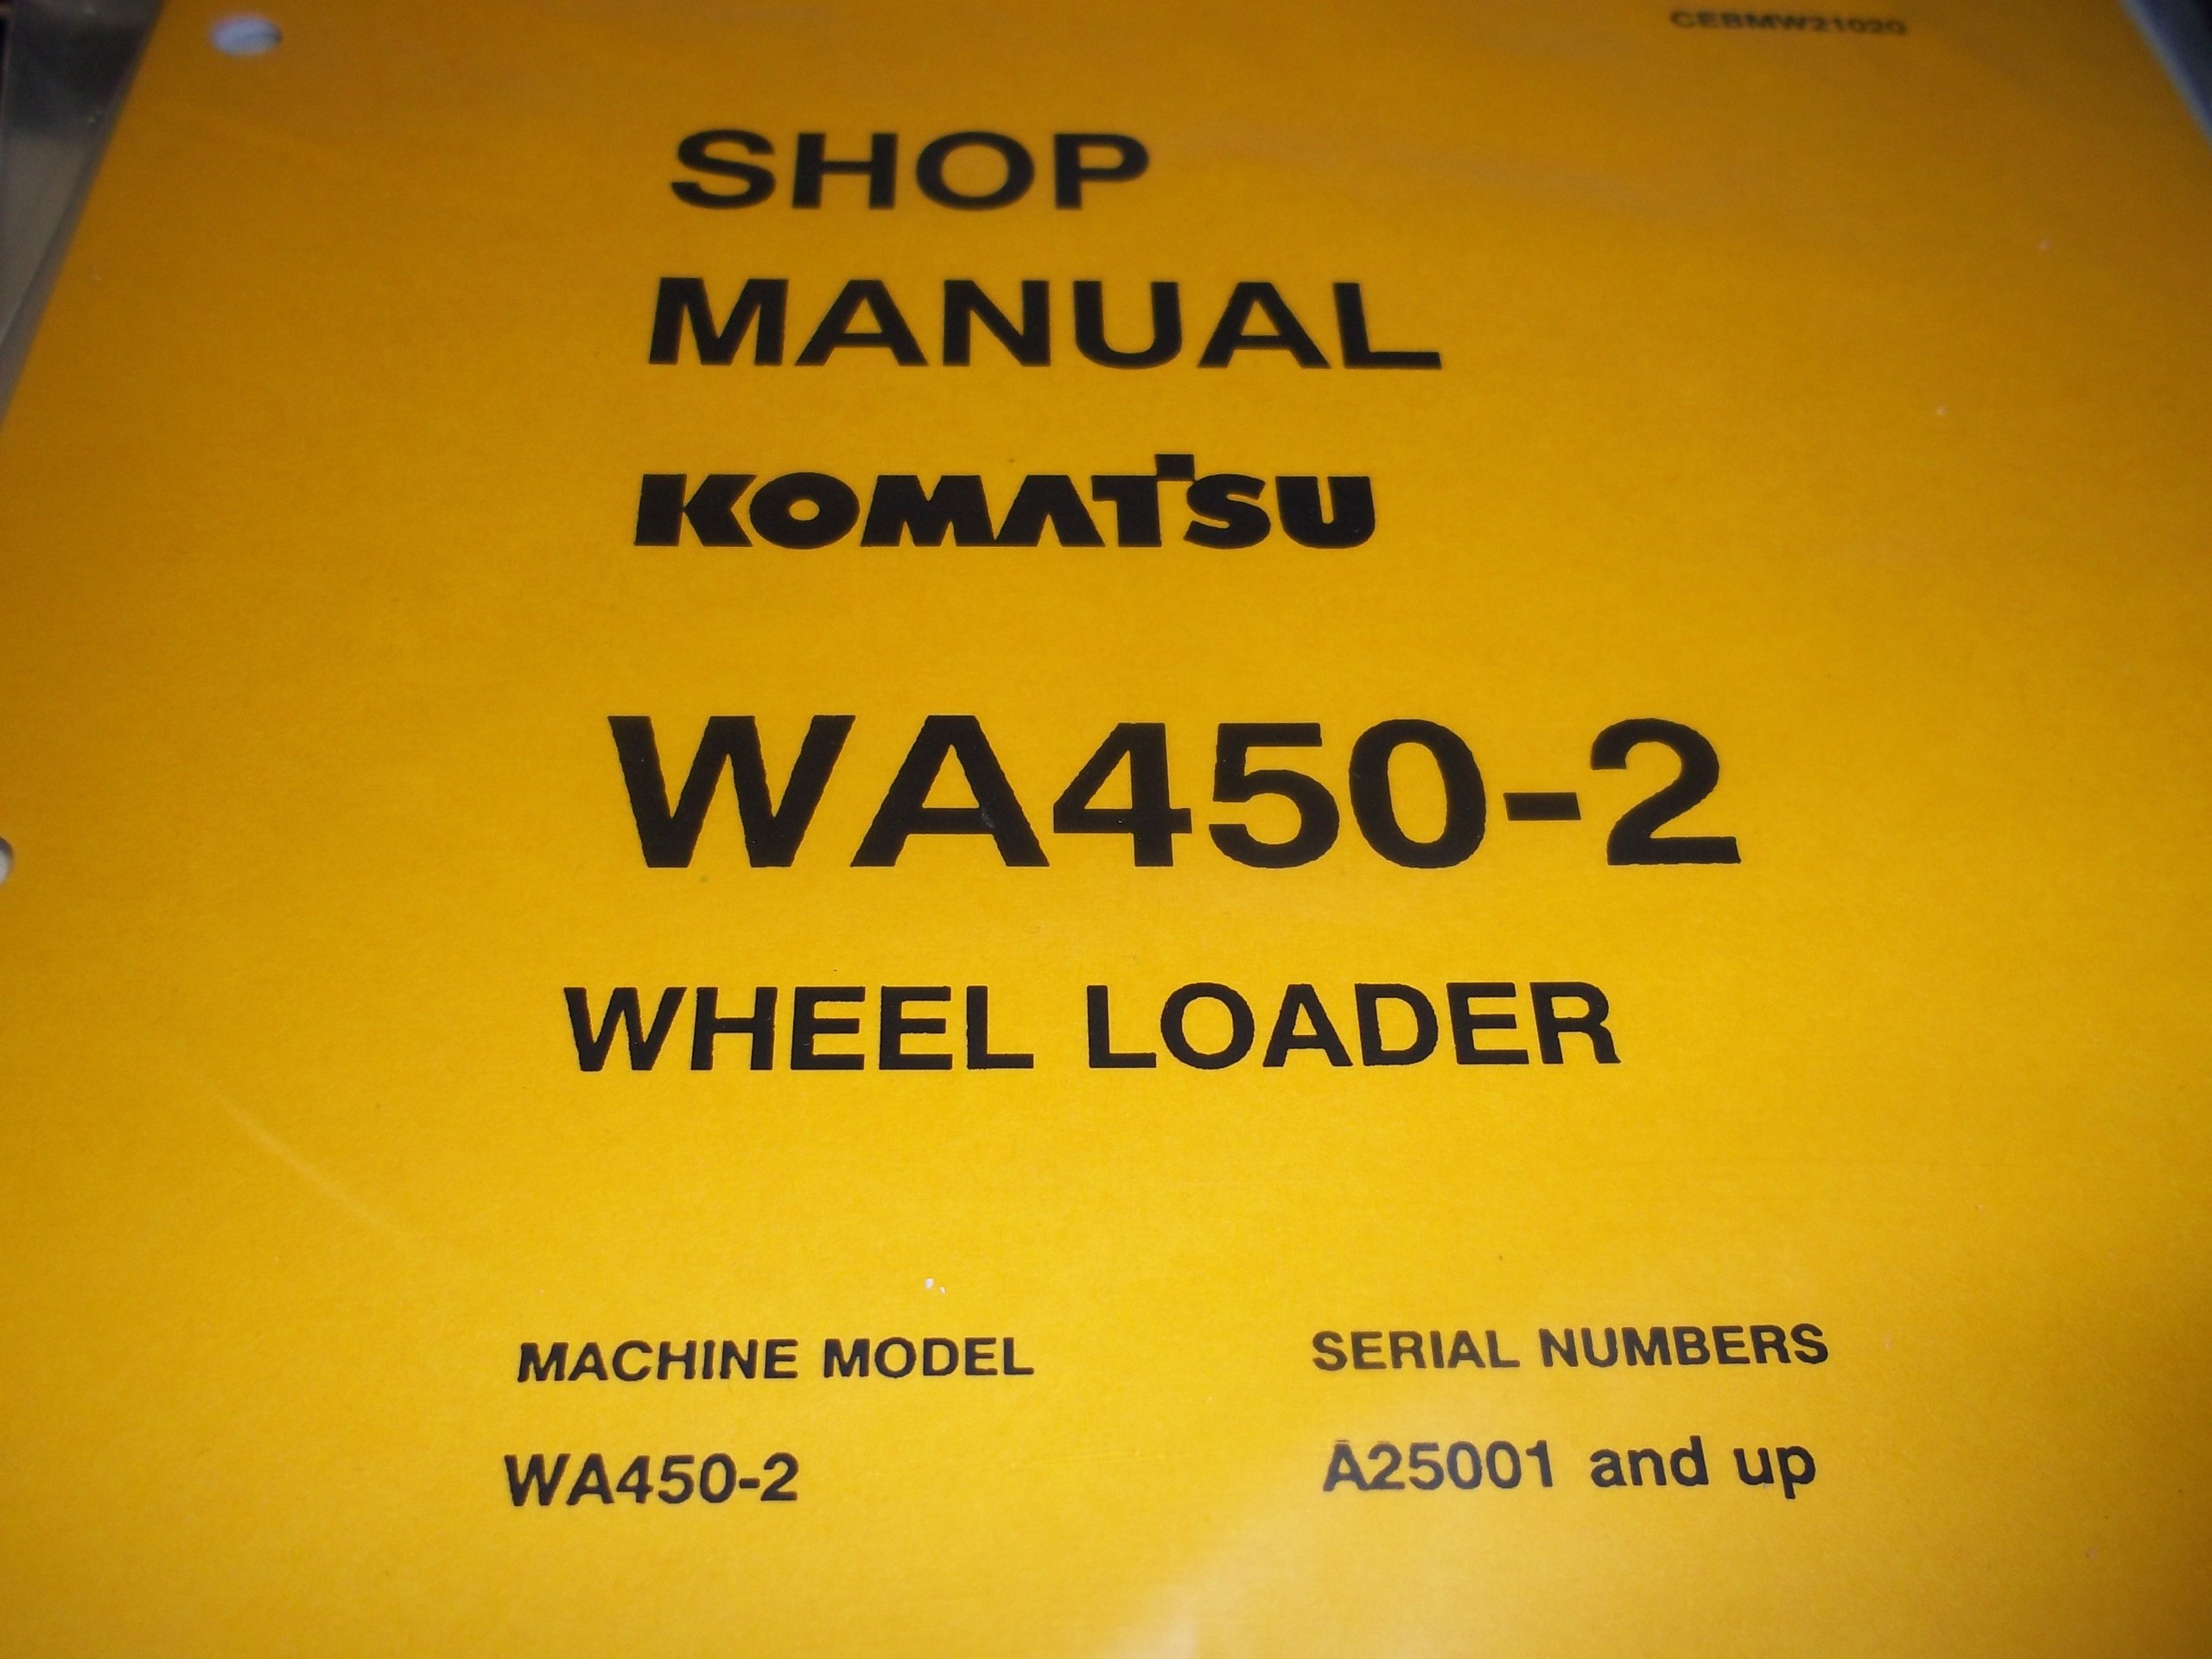 CEBMW21020
SHOP
MANUAL
KOMATSU
WA450-2
WHEEL LOADER
MACHINE MODEL SERIAL NUMBERS
WA450-2 A25001 and up